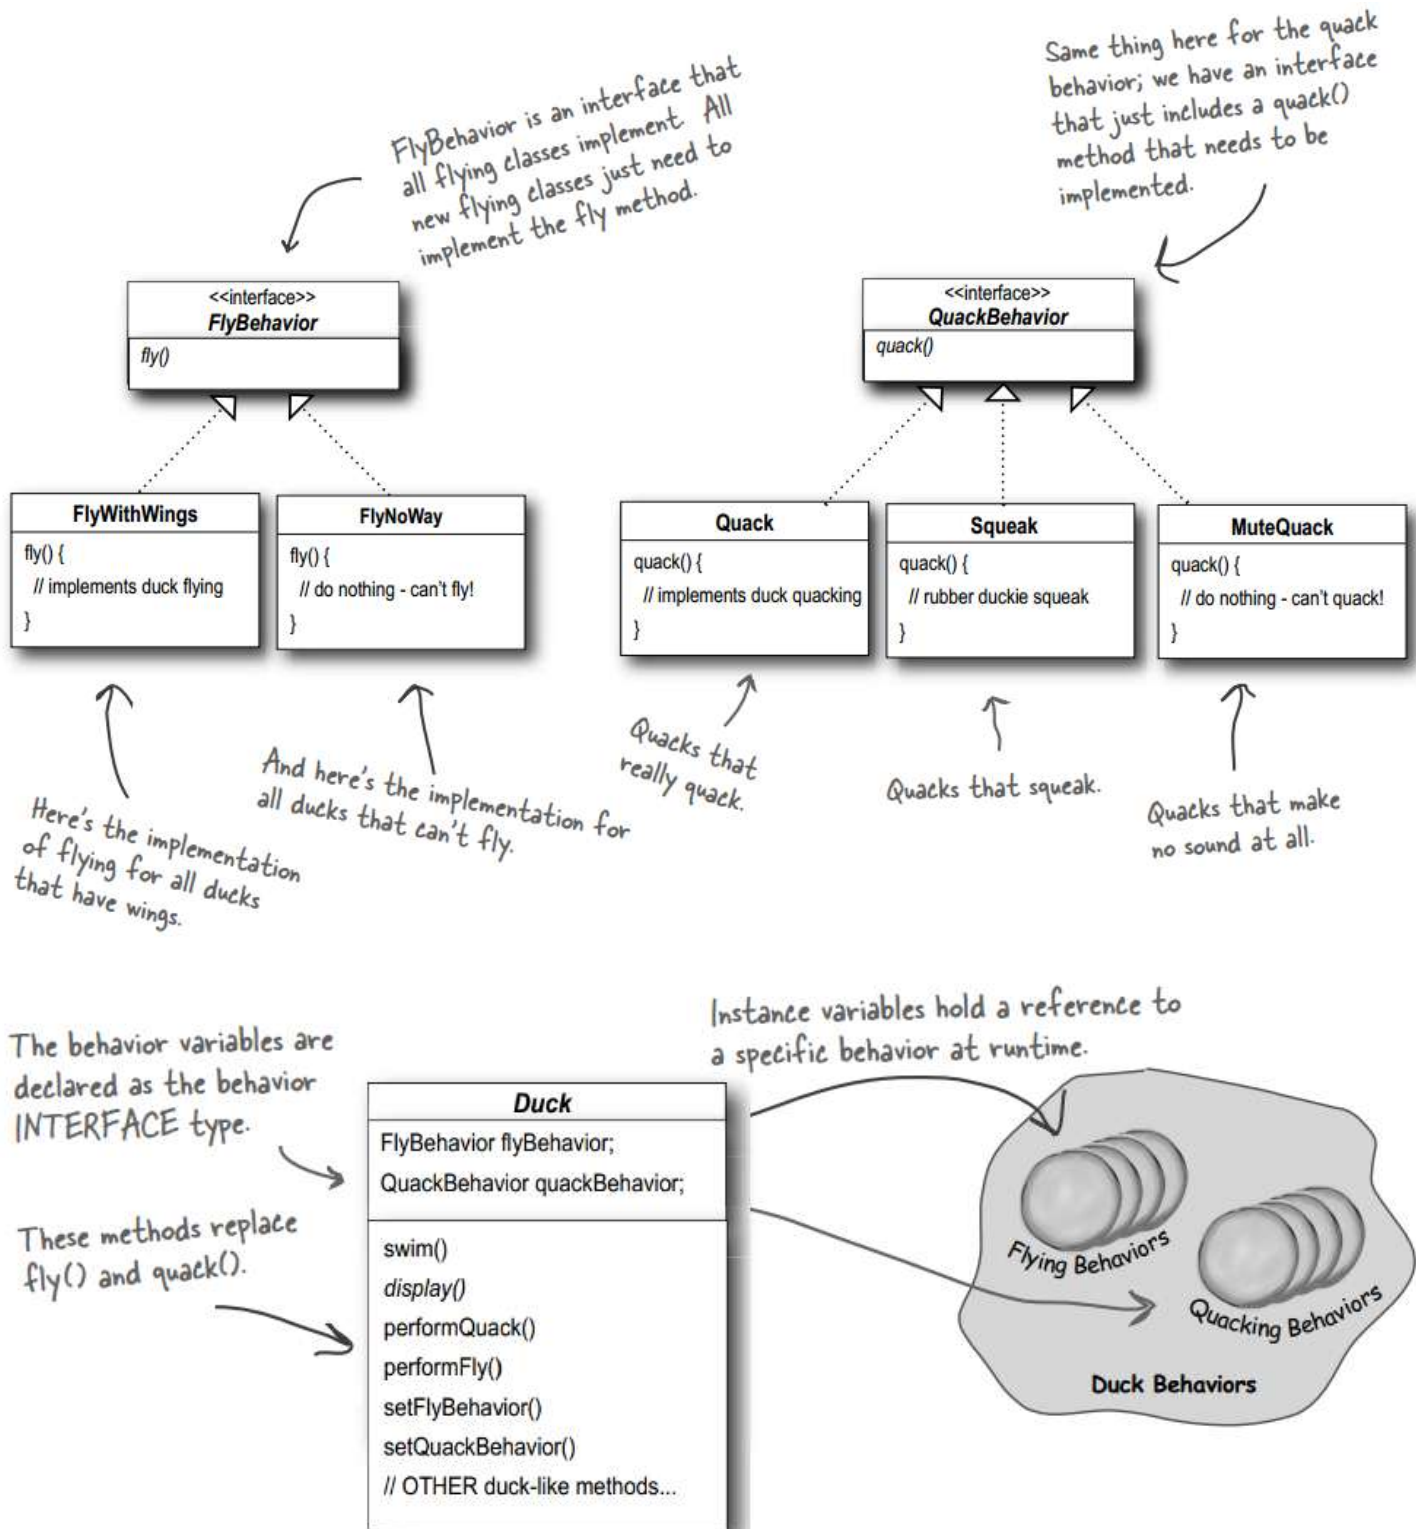 FlyBehavior is an interface that
all flying classes implement. All
new flying classes just need to
implement the fly method.
Same thing here for the quack
behavior; we have an interface
that just includes a quack()
method that needs to be
implemented.
<<interface>>
FlyBehavior
fly()
<<interface>>
QuackBehavior
quack()
FlyWithWings
fly() {
// implements duck flying
}
FlyNoWay
fly() {
// do nothing - can't fly!
}
Quack
quack() {
// implements duck quacking
}
Squeak
quack() {
// rubber duckie squeak
}
MuteQuack
quack() {
// do nothing - can't quack!
}
Here's the implementation
of flying for all ducks
that have wings.
And here's the implementation for
all ducks that can't fly.
Quacks that
really quack.
Quacks that squeak.
Quacks that make
no sound at all.
The behavior variables are
declared as the behavior
INTERFACE type.
These methods replace
fly() and quack().
Duck
FlyBehavior flyBehavior;
QuackBehavior quackBehavior;
swim()
display()
performQuack()
performFly()
setFlyBehavior()
setQuackBehavior()
// OTHER duck-like methods...
Instance variables hold a reference to
a specific behavior at runtime.
Flying Behaviors
Quacking Behaviors
Duck Behaviors